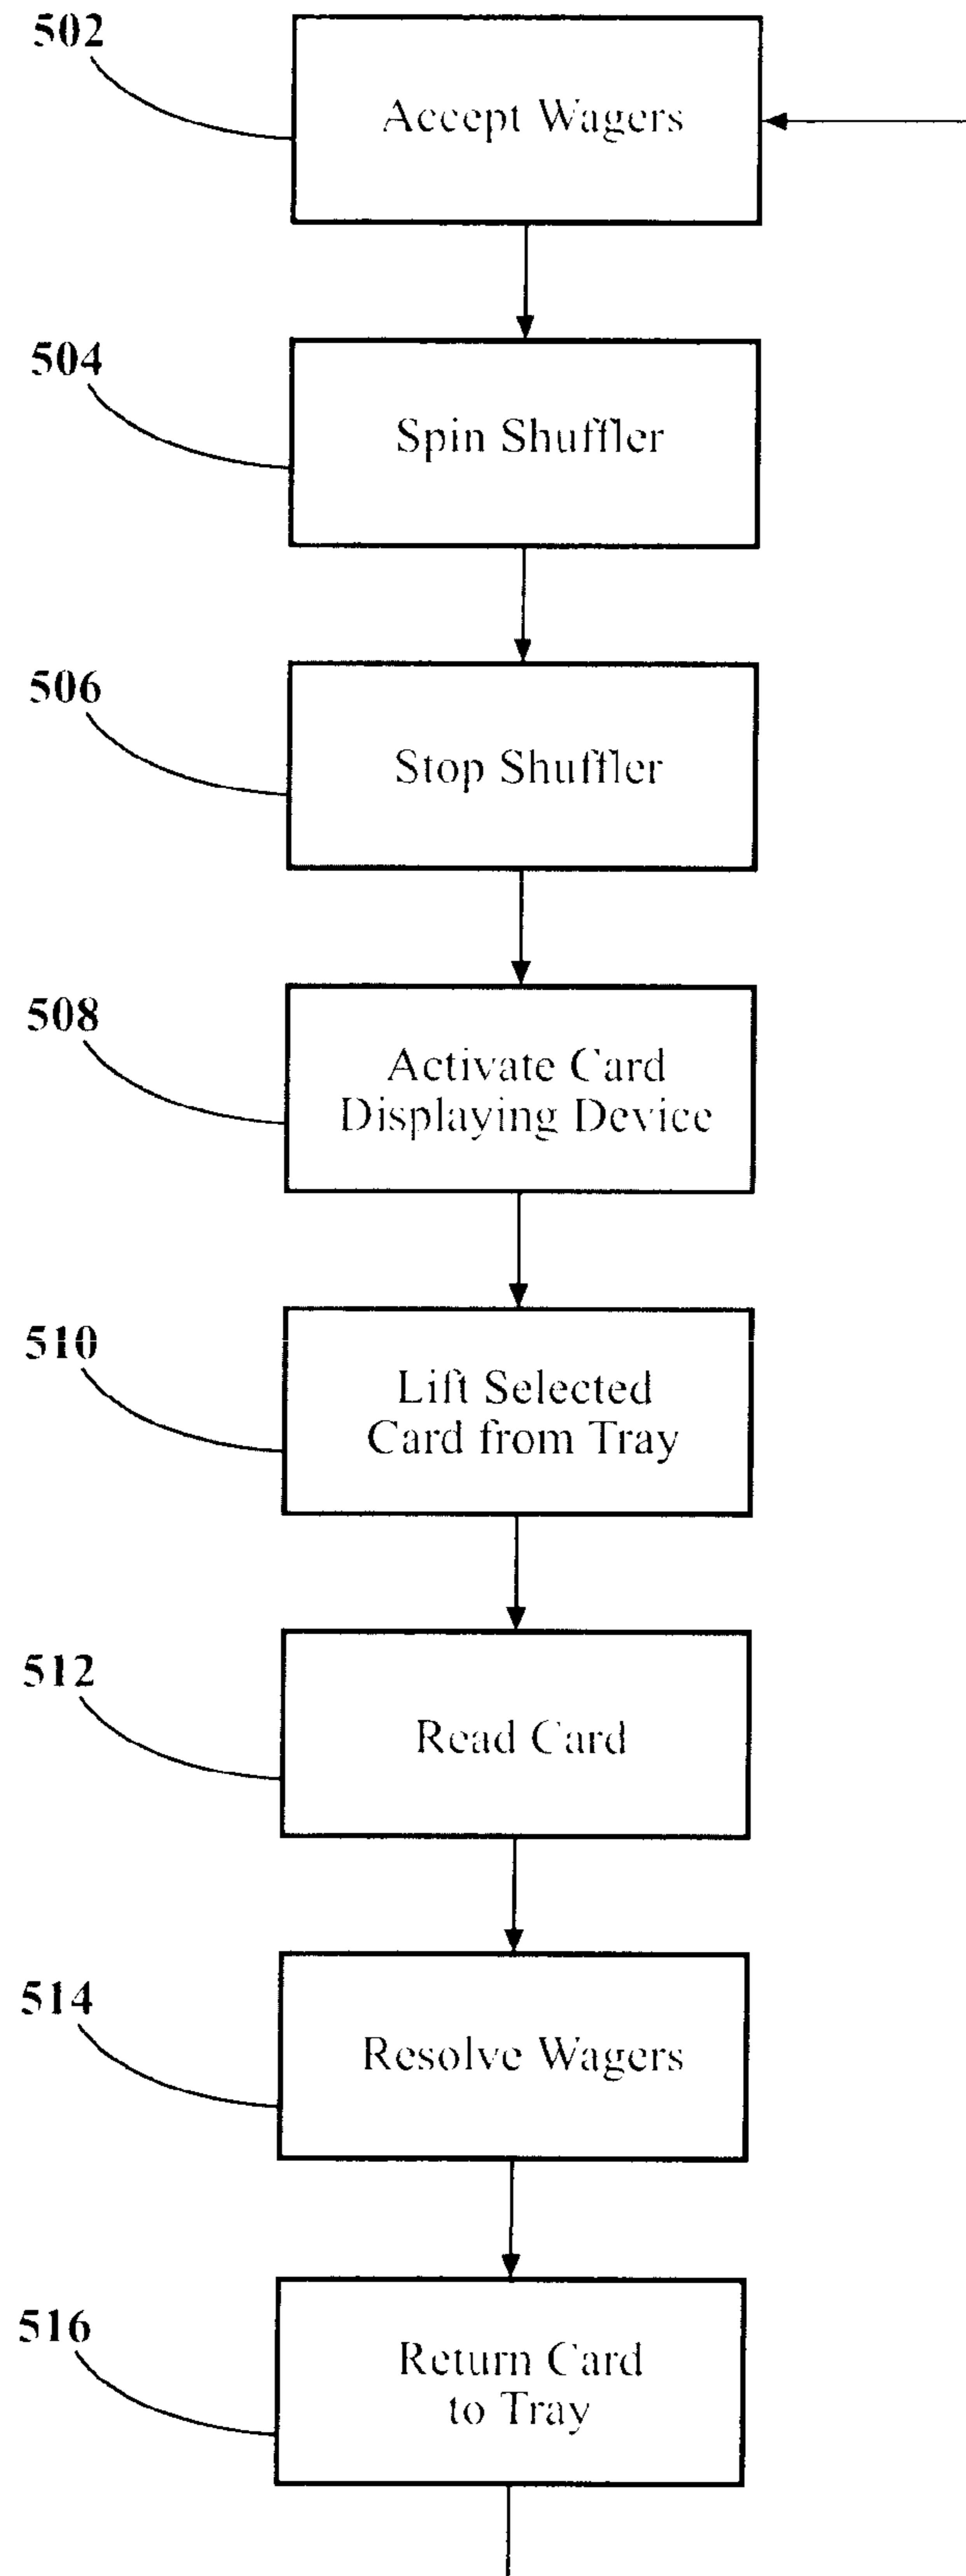 502
Accept Wagers
504
Spin Shuffler
506
Stop Shuffler
508
Activate Card
Displaying Device
510
Lift Selected
Card from Tray
512
Read Card
514
Resolve Wagers
516
Return Card
to Tray